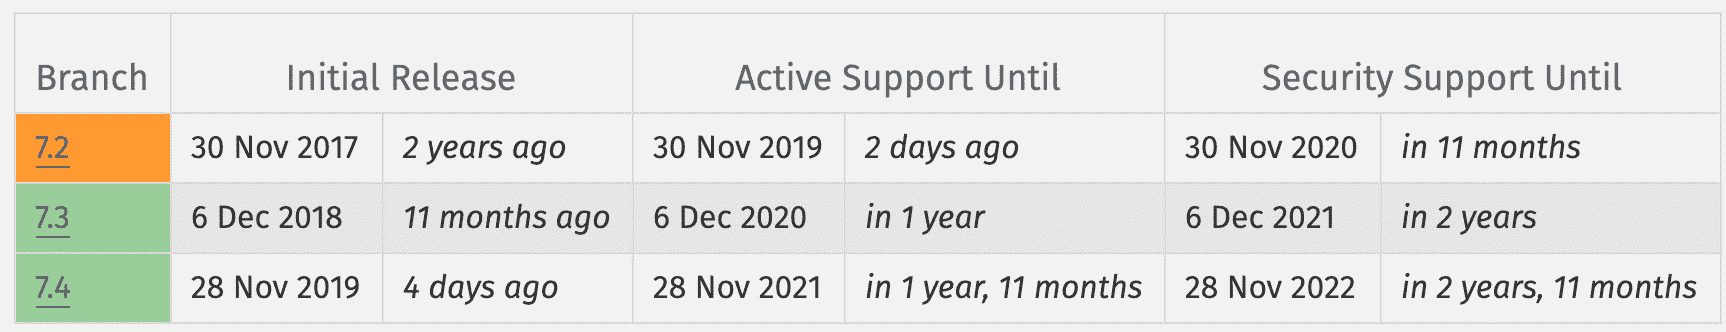 Branch Initial Release Active Support Until Security Support Until
7.2 30 Nov 2017 2 years ago 30 Nov 2019 2 days ago 30 Nov 2020 in 11 months
7.3 6 Dec 2018 11 months ago 6 Dec 2020 in 1 year 6 Dec 2021 in 2 years
7.4 28 Nov 2019 4 days ago 28 Nov 2021 in 1 year, 11 months 28 Nov 2022 in 2 years, 11 months